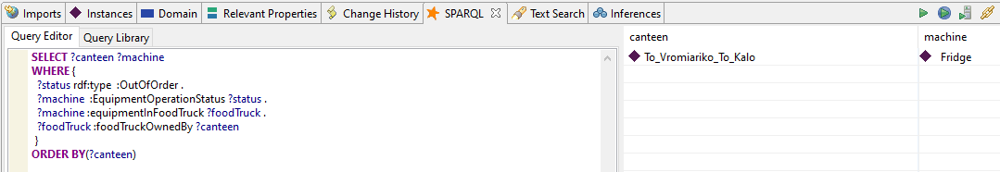 Imports Instances Domain Relevant Properties Change History SPARQL Text Search Inferences
Query Editor Query Library
SELECT ?canteen ?machine
WHERE {
?status rdf:type :OutOfOrder .
?machine :EquipmentOperationStatus ?status .
?machine :equipmentInFoodTruck ?foodTruck .
?foodTruck :foodTruckOwnedBy ?canteen
}
ORDER BY(?canteen)
canteen machine
To_Vromiariko_To_Kalo Fridge